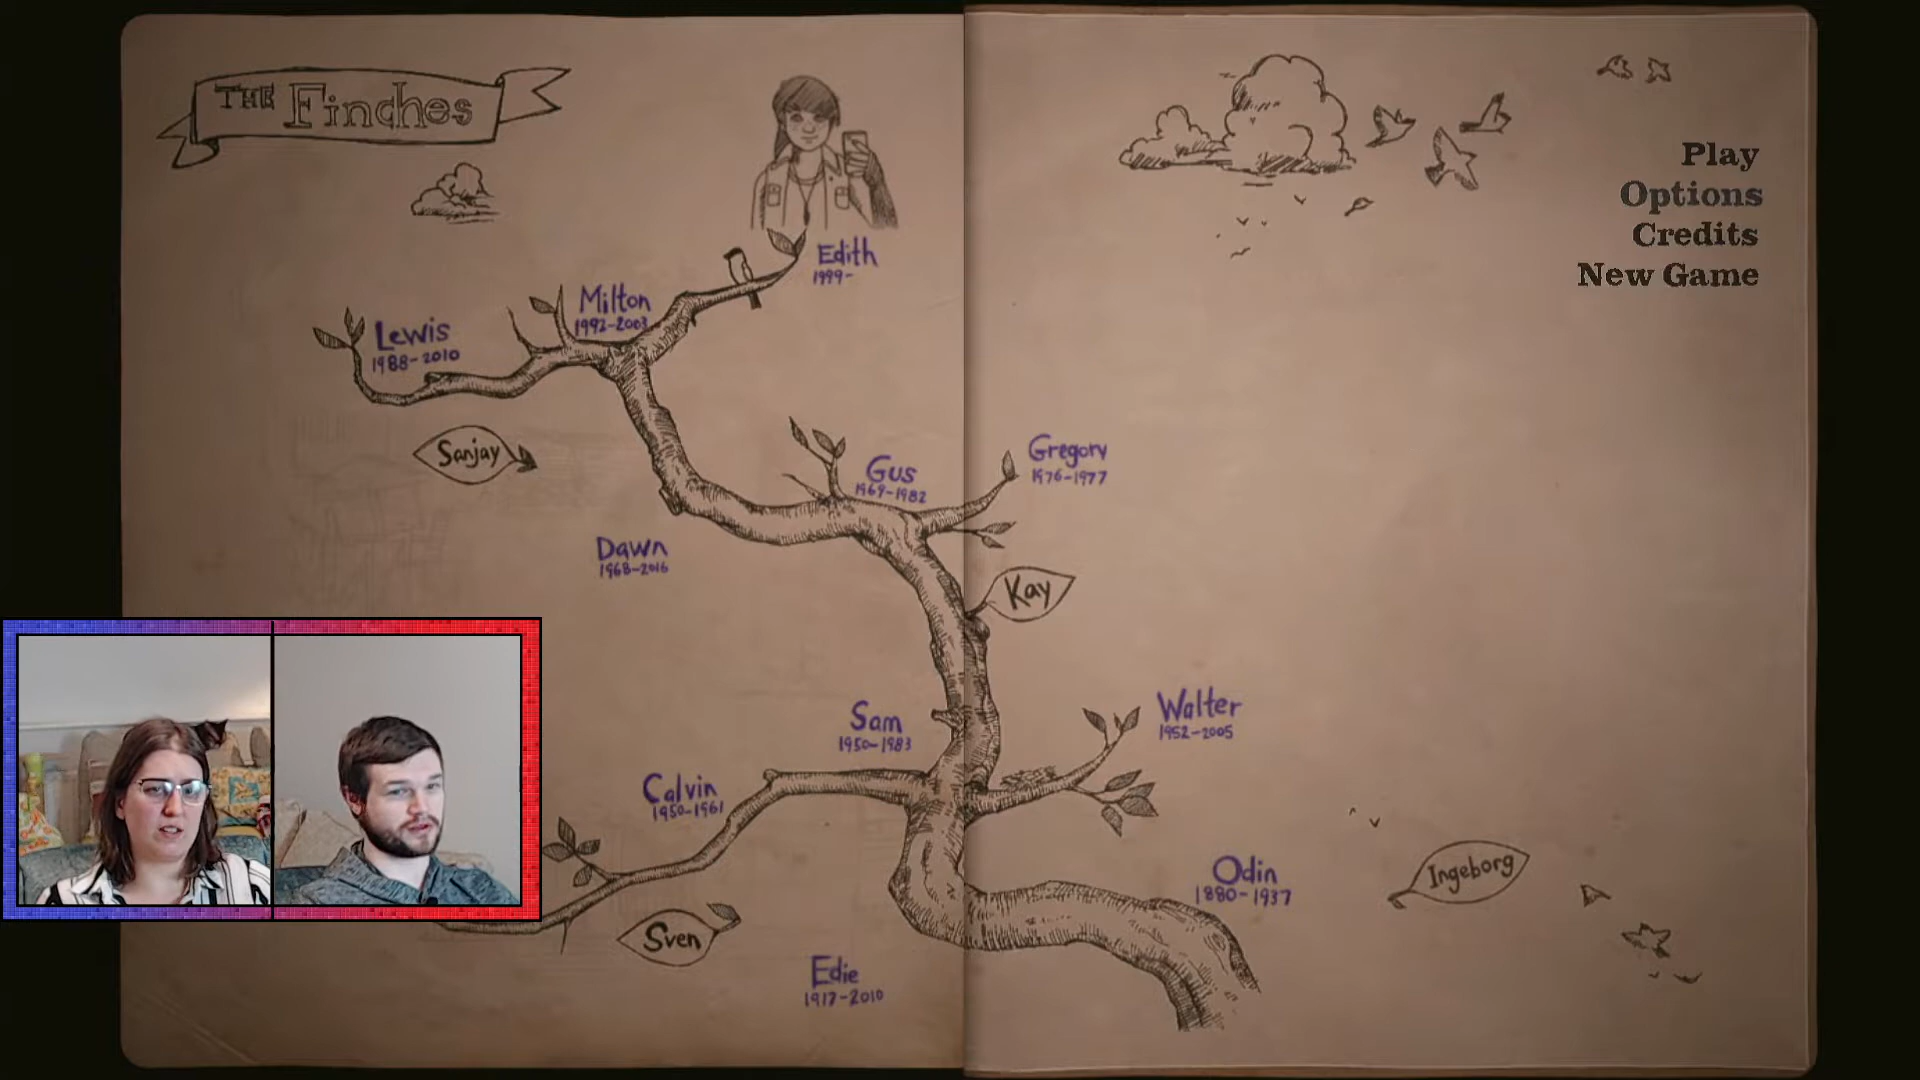 THE Finches
Play
Options
Credits
New Game
Edith
1999-
Milton
1992-2003
Lewis
1988-2010
Sanjay
Gus
1969-1982
Gregory
1976-1977
Dawn
1968-2016
Kay
Sam
1950-1983
Walter
1952-2005
Calvin
1950-1961
Odin
1880-1937
Ingeborg
Sven
Edie
1917-2010